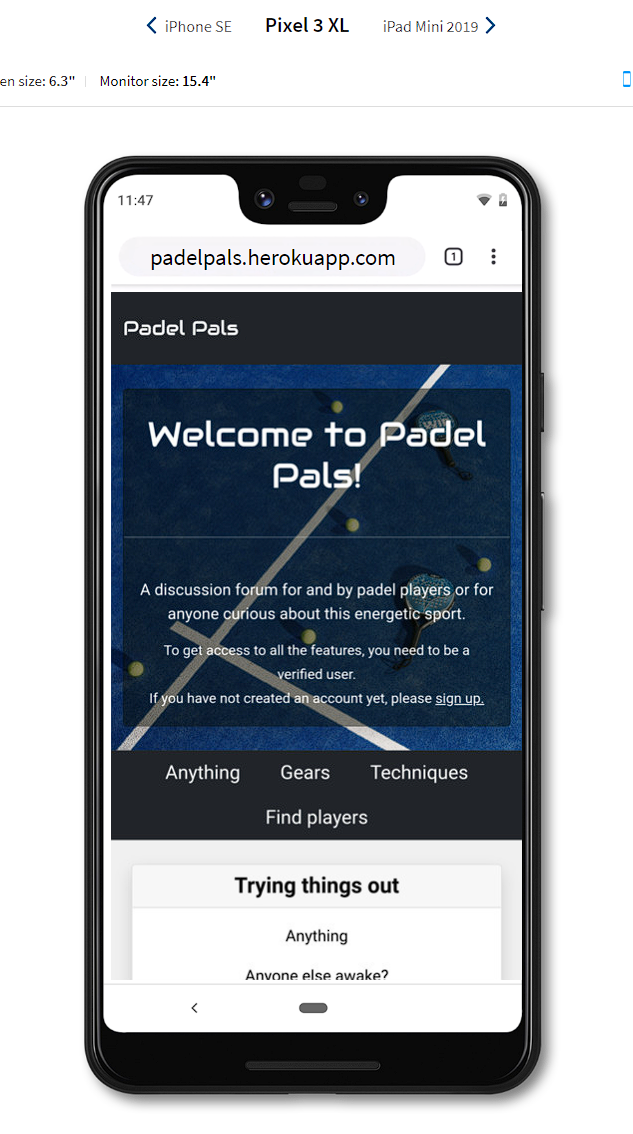 iPhone SE Pixel 3 XL iPad Mini 2019
en size: 6.3" Monitor size: 15.4"
11:47
padelpals.herokuapp.com 1
Padel Pals
Welcome to Padel
Pals!
A discussion forum for and by padel players or for
anyone curious about this energetic sport.
To get access to all the features, you need to be a
verified user.
If you have not created an account yet, please sign up.
Anything Gears Techniques
Find players
Trying things out
Anything
Anyone else awake?